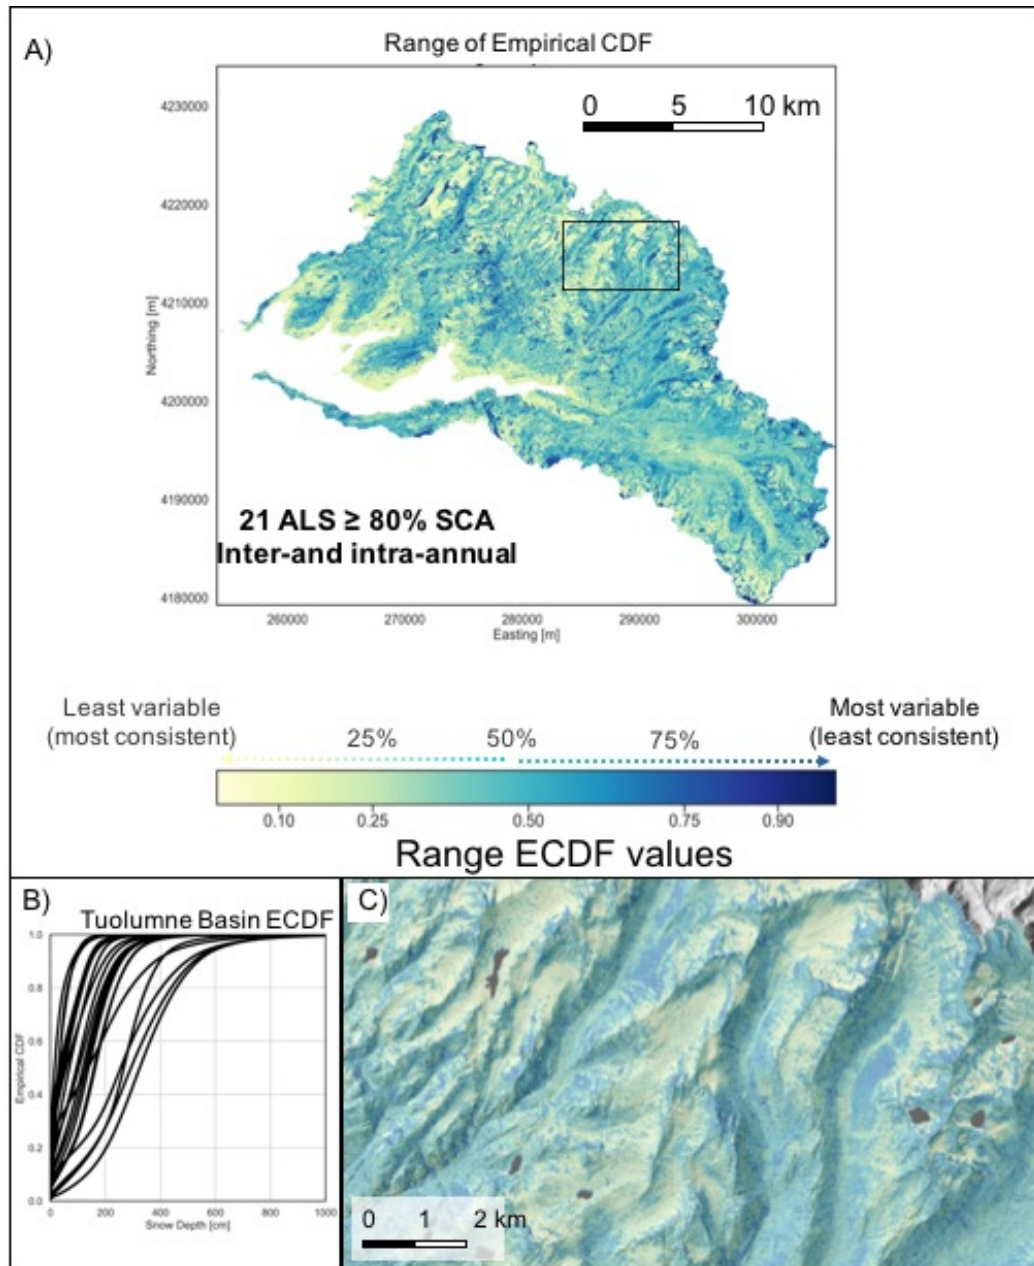 A)
Range of Empirical CDF
0 5 10 km
4230000
4220000
4210000
4200000
4190000
4180000
Northing [m]
21 ALS ≥ 80% SCA
Inter-and intra-annual
260000 270000 280000 290000 300000
Easting [m]
Least variable
(most consistent)
25% 50% 75%
Most variable
(least consistent)
0.10 0.25 0.50 0.75 0.90
Range ECDF values
B)
Tuolumne Basin ECDF
1.0
0.8
0.6
0.4
0.2
0.0
Empirical CDF
0 200 400 600 800 1000
Snow Depth [cm]
C)
0 1 2 km